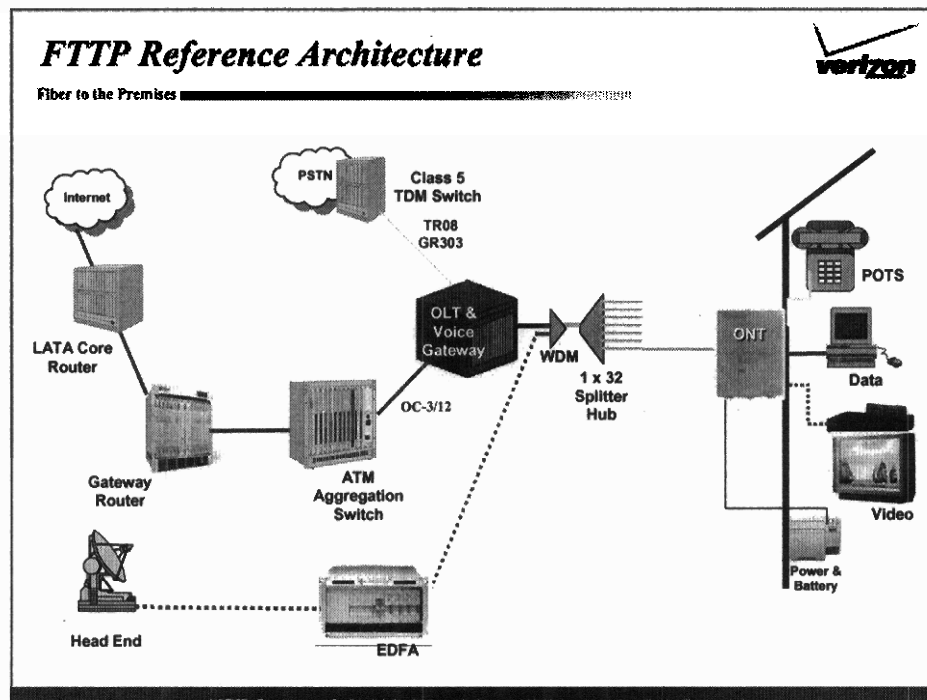 FTTP Reference Architecture
verizon
Fiber to the Premises
Internet
PSTN
Class 5
TDM Switch
TR08
GR303
POTS
LATA Core
Router
OLT &
Voice
Gateway
WDM
1 x 32
Splitter
Hub
ONT
Data
OC-3/12
Gateway
Router
ATM
Aggregation
Switch
Video
Power &
Battery
Head End
EDFA